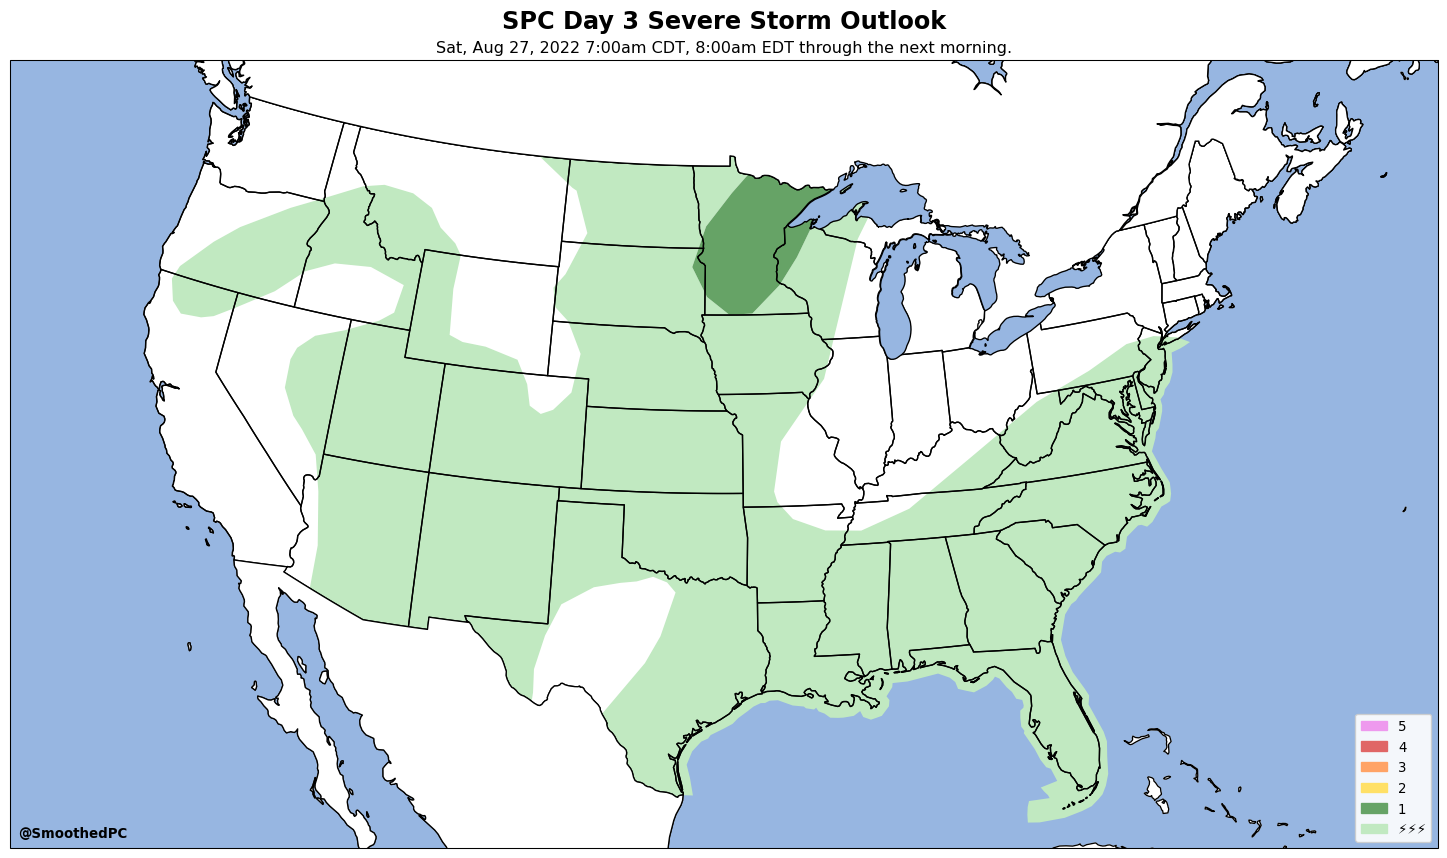 SPC Day 3 Severe Storm Outlook
Sat, Aug 27, 2022 7:00am CDT, 8:00am EDT through the next morning.
5
4
3
2
1
⚡⚡⚡
@SmoothedPC